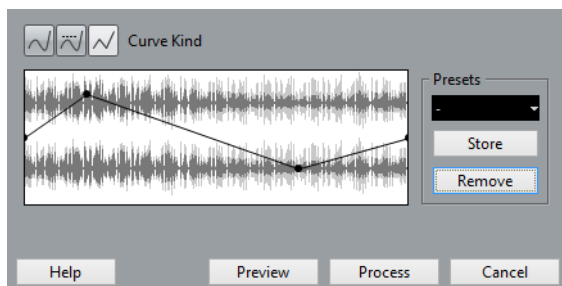 Curve Kind
Presets
-
Store
Remove
Help
Preview
Process
Cancel